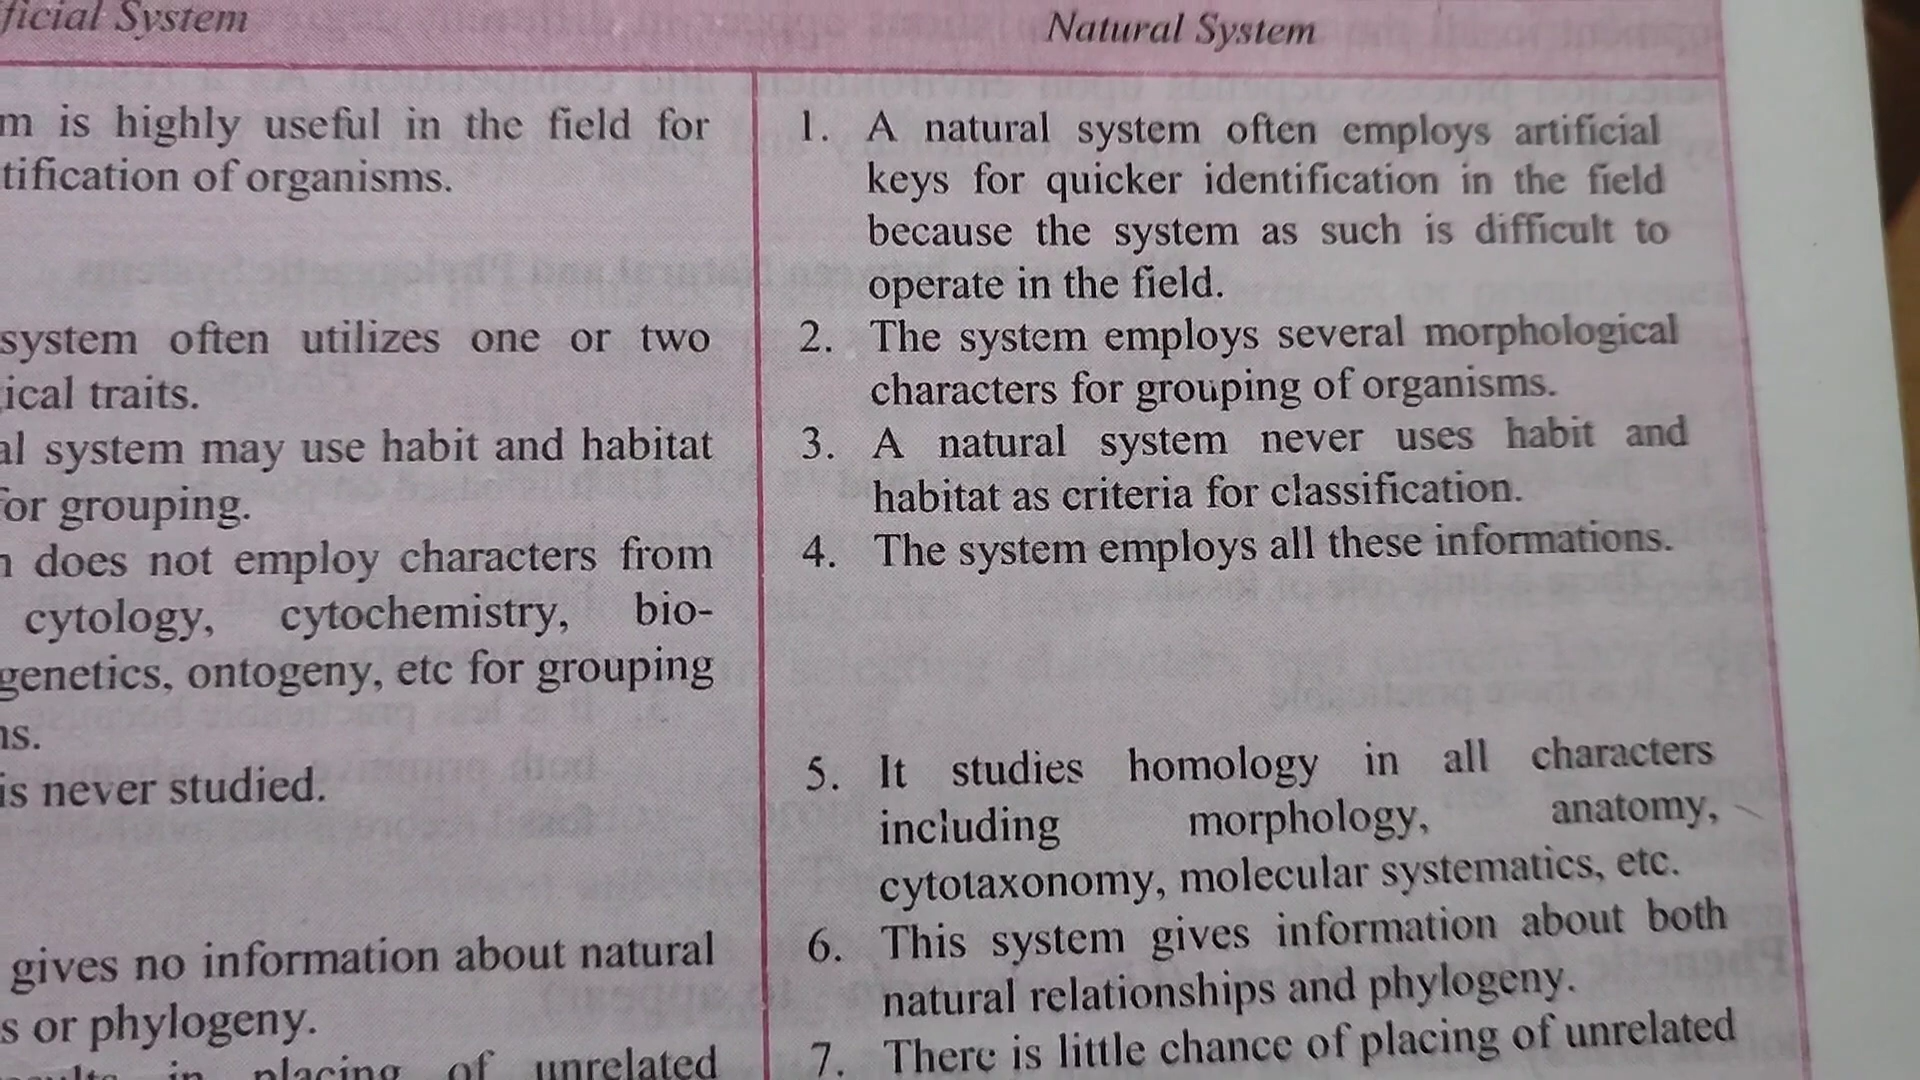 System
Natural System
is highly useful in the field for
of organisms.
system often utilizes one or two
traits.
system may use habit and habitat
for grouping.
does not employ characters from
cytology, cytochemistry, bio-
genetics, ontogeny, etc for grouping
is never studied.
gives no information about natural
or phylogeny.
in placing of unrelated
1. A natural system often employs artificial
keys for quicker identification in the field
because the system as such is difficult to
operate in the field.
2. The system employs several morphological
characters for grouping of organisms.
3. A natural system never uses habit and
habitat as criteria for classification.
4. The system employs all these informations.
5. It studies homology in all characters
including morphology, anatomy,
cytotaxonomy, molecular systematics, etc.
6. This system gives information about both
natural relationships and phylogeny.
7. There is little chance of placing of unrelated